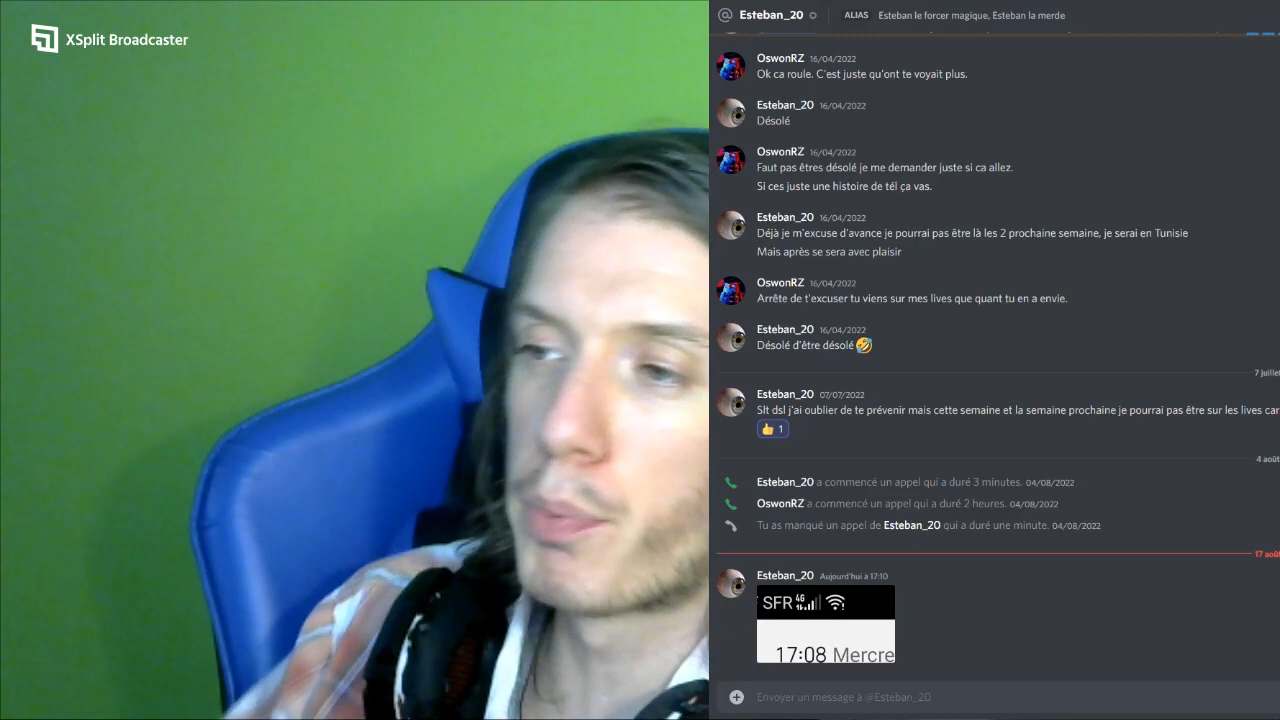 XSplit Broadcaster
@ Esteban_20 ALIAS Esteban le forcer magique, Esteban la merde
OswonRZ 16/04/2022
Ok ca roule. C'est juste qu'ont te voyait plus.
Esteban_20 16/04/2022
Désolé
OswonRZ 16/04/2022
Faut pas êtres désolé je me demander juste si ca allez.
Si ces juste une histoire de tél ça vas.
Esteban_20 16/04/2022
Déjà je m'excuse d'avance je pourrai pas être là les 2 prochaine semaine, je serai en Tunisie
Mais après se sera avec plaisir
OswonRZ 16/04/2022
Arrête de t'excuser tu viens sur mes lives que quant tu en a envie.
Esteban_20 16/04/2022
Désolé d'être désolé 🤣
7 juille
Esteban_20 07/07/2022
Slt dsl j'ai oublier de te prévenir mais cette semaine et la semaine prochaine je pourrai pas être sur les lives car
👍 1
4 août
Esteban_20 a commencé un appel qui a duré 3 minutes. 04/08/2022
OswonRZ a commencé un appel qui a duré 2 heures. 04/08/2022
Tu as manqué un appel de Esteban_20 qui a duré une minute. 04/08/2022
17 août
Esteban_20 Aujourd'hui à 17:10
SFR 4G
17:08 Mercre
Envoyer un message à @Esteban_20